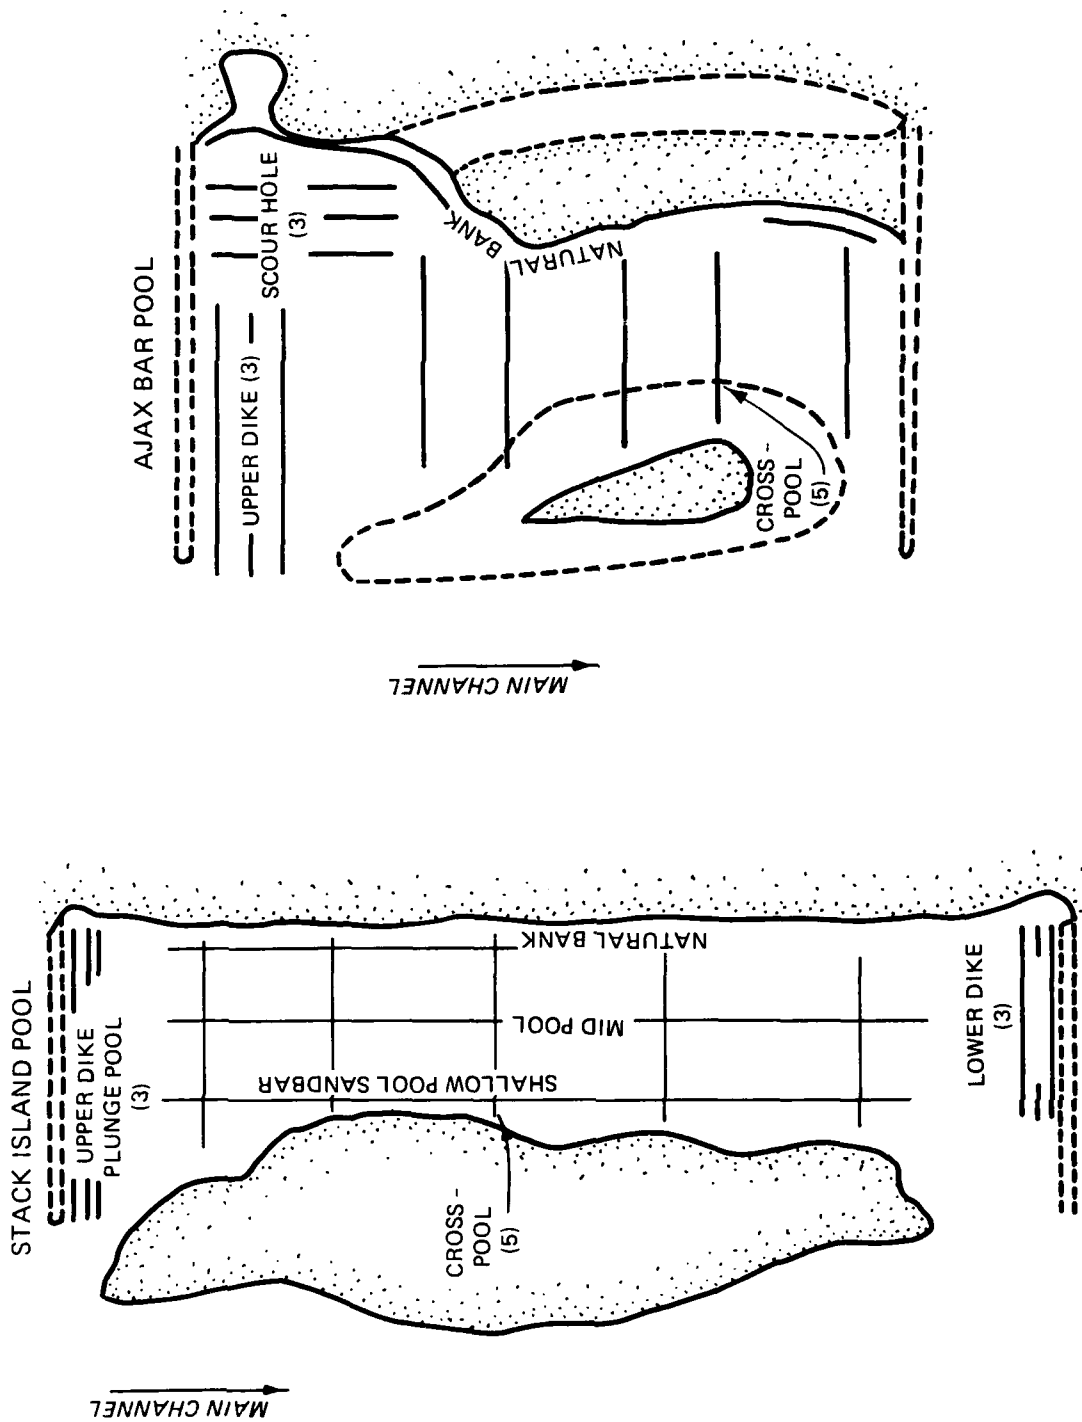 AJAX BAR POOL
UPPER DIKE (3)
SCOUR HOLE
(3)
NATURAL BANK
CROSS-
POOL
(5)
MAIN CHANNEL
STACK ISLAND POOL
UPPER DIKE
PLUNGE POOL
(3)
NATURAL BANK
MID POOL
SHALLOW POOL SANDBAR
CROSS-
POOL
(5)
LOWER DIKE
(3)
MAIN CHANNEL